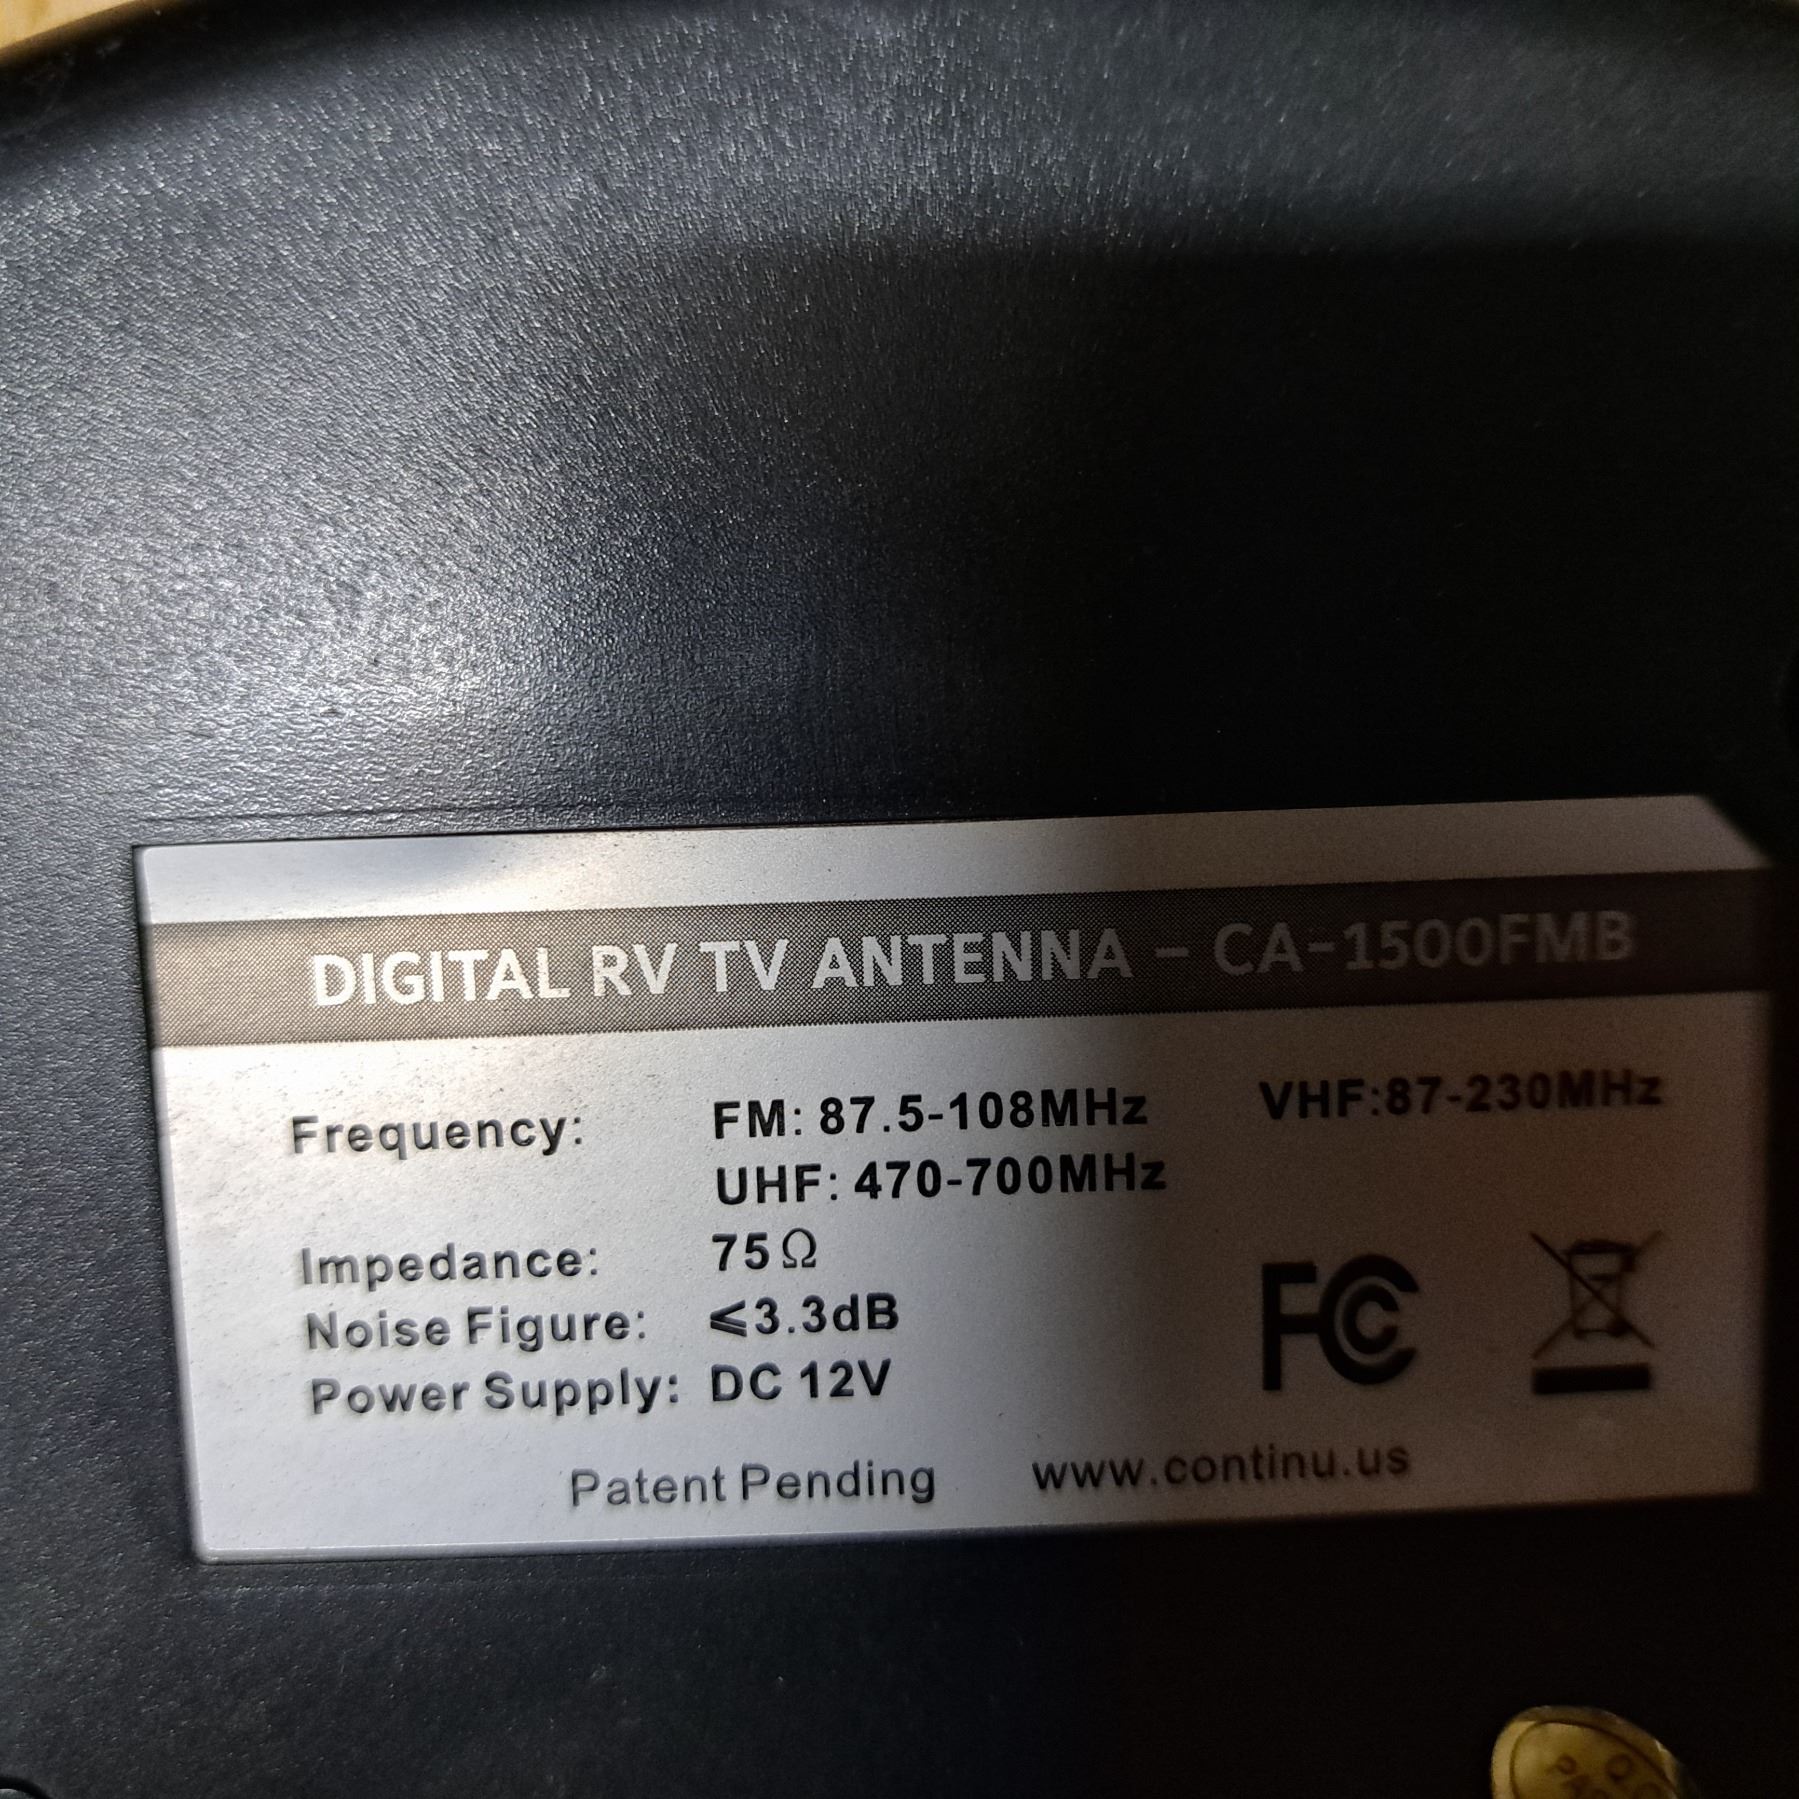 DIGITAL RV TV ANTENNA - CA-1500FMB
Frequency: FM: 87.5-108MHz VHF:87-230MHz
UHF: 470-700MHz
Impedance: 75Ω
Noise Figure: ⩽3.3dB
Power Supply: DC 12V
FC
Patent Pending www.continu.us